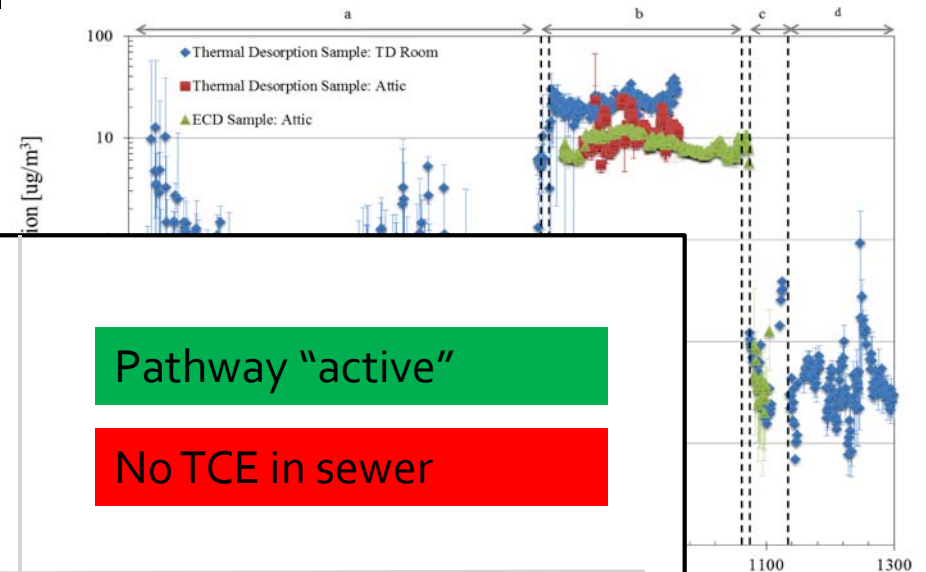 a b c d
100
Thermal Desorption Sample: TD Room
Thermal Desorption Sample: Attic
ECD Sample: Attic
10
ion [ug/m³]
Pathway “active”
No TCE in sewer
1100 1300